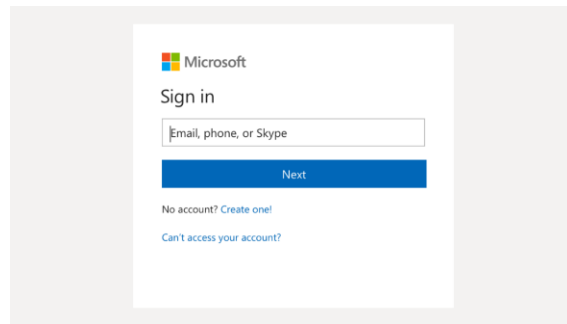 Microsoft
Sign in
Email, phone, or Skype
Next
No account? Create one!
Can't access your account?